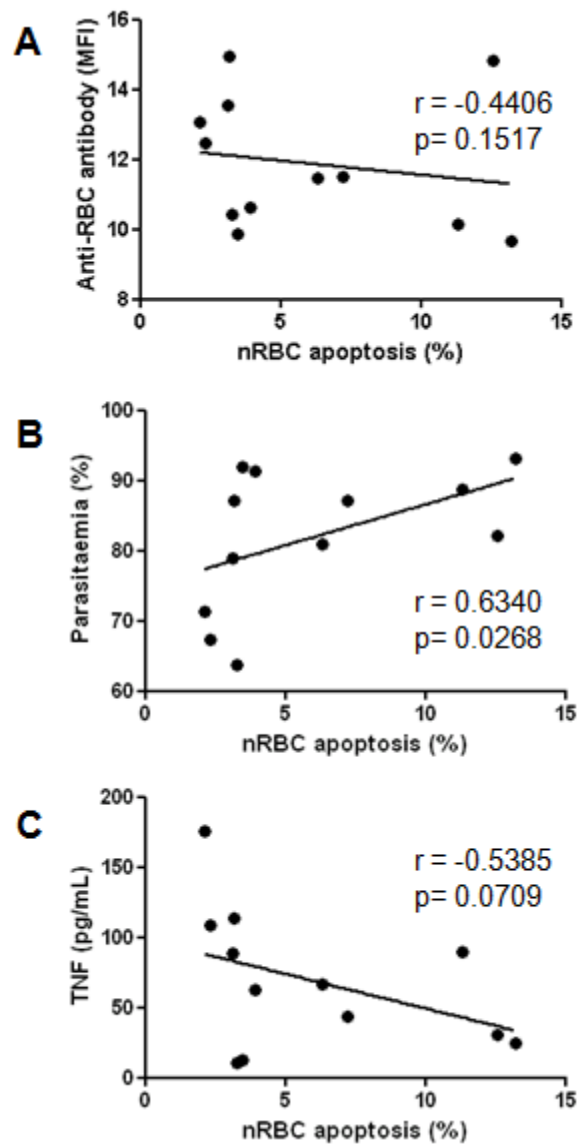 A
Anti-RBC antibody (MFI)
16
14
12
10
8
r = -0.4406
p= 0.1517
0
5
10
15
nRBC apoptosis (%)
B
Parasitaemia (%)
100
90
80
70
60
r = 0.6340
p= 0.0268
0
5
10
15
nRBC apoptosis (%)
C
TNF (pg/mL)
200
150
100
50
0
r = -0.5385
p= 0.0709
0
5
10
15
nRBC apoptosis (%)